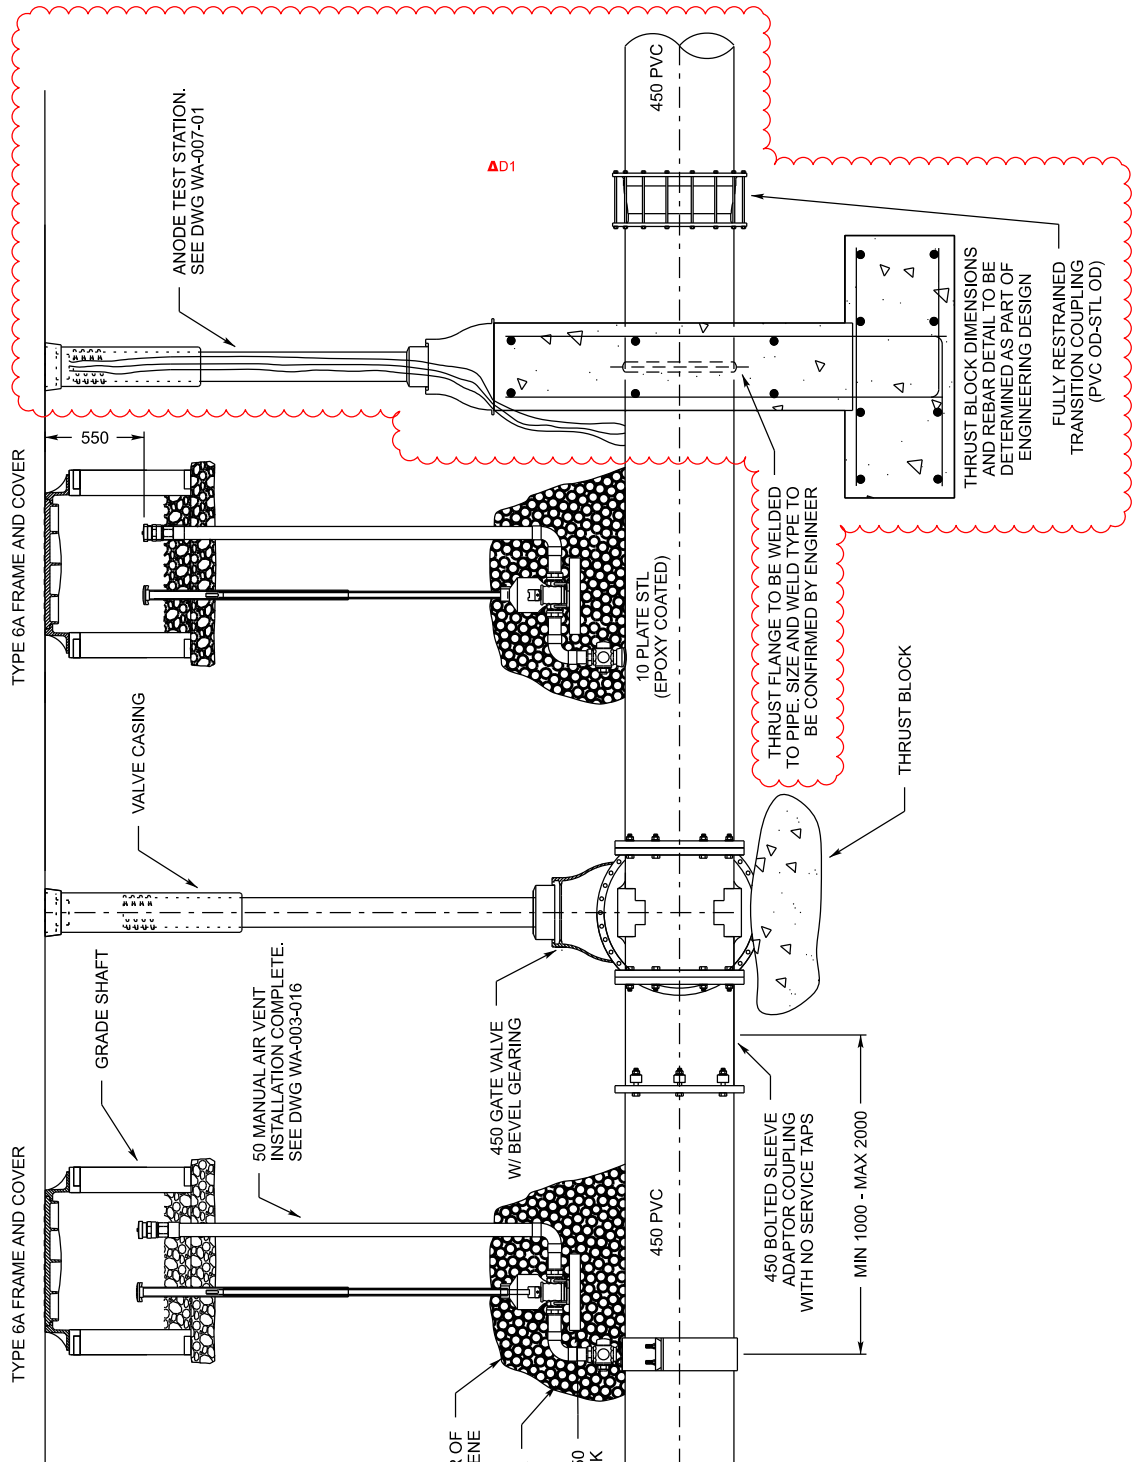 TYPE 6A FRAME AND COVER
GRADE SHAFT
50 MANUAL AIR VENT
INSTALLATION COMPLETE.
SEE DWG WA-003-016
450 GATE VALVE
W/ BEVEL GEARING
450 PVC
450 BOLTED SLEEVE
ADAPTOR COUPLING
WITH NO SERVICE TAPS
MIN 1000 - MAX 2000
VALVE CASING
THRUST BLOCK
TYPE 6A FRAME AND COVER
550
10 PLATE STL
(EPOXY COATED)
THRUST FLANGE TO BE WELDED
TO PIPE. SIZE AND WELD TYPE TO
BE CONFIRMED BY ENGINEER
ANODE TEST STATION.
SEE DWG WA-007-01
ΔD1
450 PVC
THRUST BLOCK DIMENSIONS
AND REBAR DETAIL TO BE
DETERMINED AS PART OF
ENGINEERING DESIGN
FULLY RESTRAINED
TRANSITION COUPLING
(PVC OD-STL OD)
OF